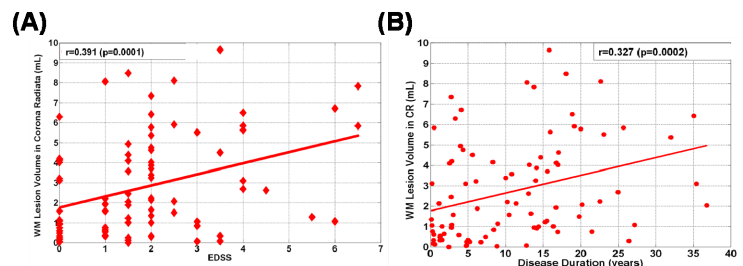 (A)
r=0.391 (p=0.0001)
WM Lesion Volume in Corona Radiata (mL)
10
9
8
7
6
5
4
3
2
1
0
0 1 2 3 4 5 6 7
EDSS
(B)
r=0.327 (p=0.0002)
WM Lesion Volume in CR (mL)
10
9
8
7
6
5
4
3
2
1
0
0 5 10 15 20 25 30 35 40
Disease Duration (years)